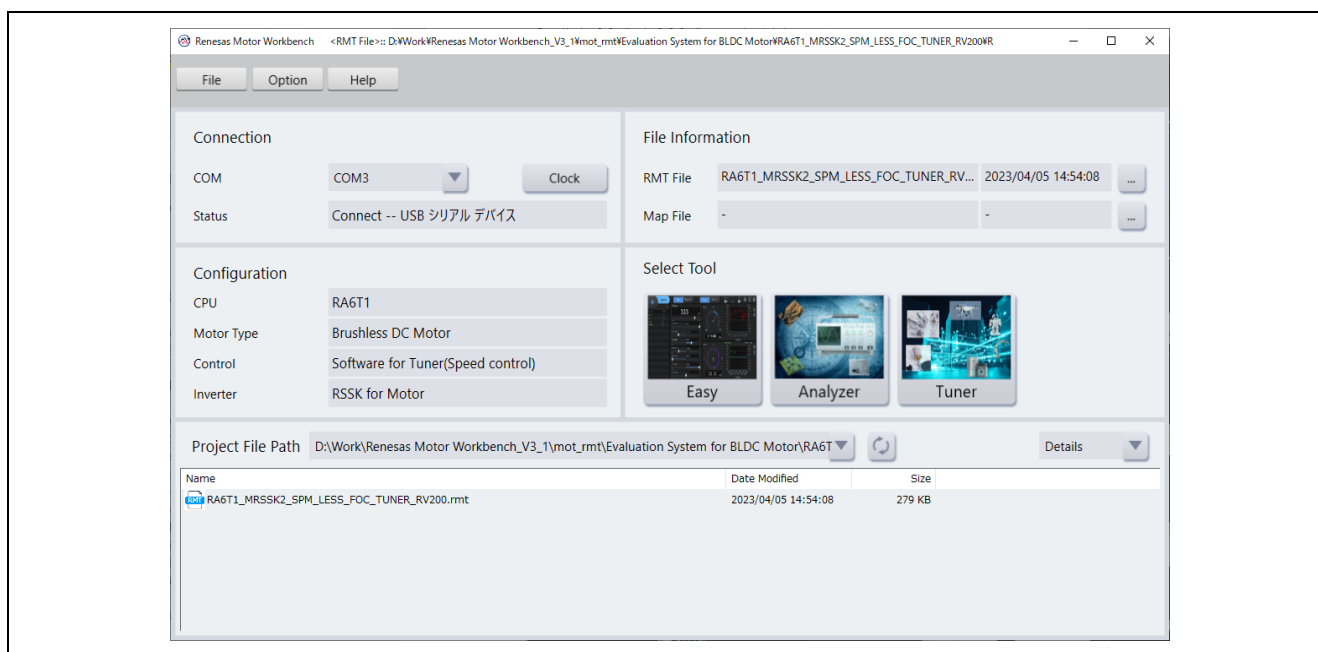 Renesas Motor Workbench <RMT File>:: D:¥Work¥Renesas Motor Workbench_V3_1¥mot_rmt¥Evaluation System for BLDC Motor¥RA6T1_MRSSK2_SPM_LESS_FOC_TUNER_RV200¥R
File Option Help
Connection
COM COM3 Clock
Status Connect -- USB シリアル デバイス
File Information
RMT File RA6T1_MRSSK2_SPM_LESS_FOC_TUNER_RV... 2023/04/05 14:54:08 ...
Map File - - ...
Configuration
CPU RA6T1
Motor Type Brushless DC Motor
Control Software for Tuner(Speed control)
Inverter RSSK for Motor
Select Tool
Easy Analyzer Tuner
Project File Path D:\Work\Renesas Motor Workbench_V3_1\mot_rmt\Evaluation System for BLDC Motor\RA6T Details
Name Date Modified Size
RMT RA6T1_MRSSK2_SPM_LESS_FOC_TUNER_RV200.rmt 2023/04/05 14:54:08 279 KB